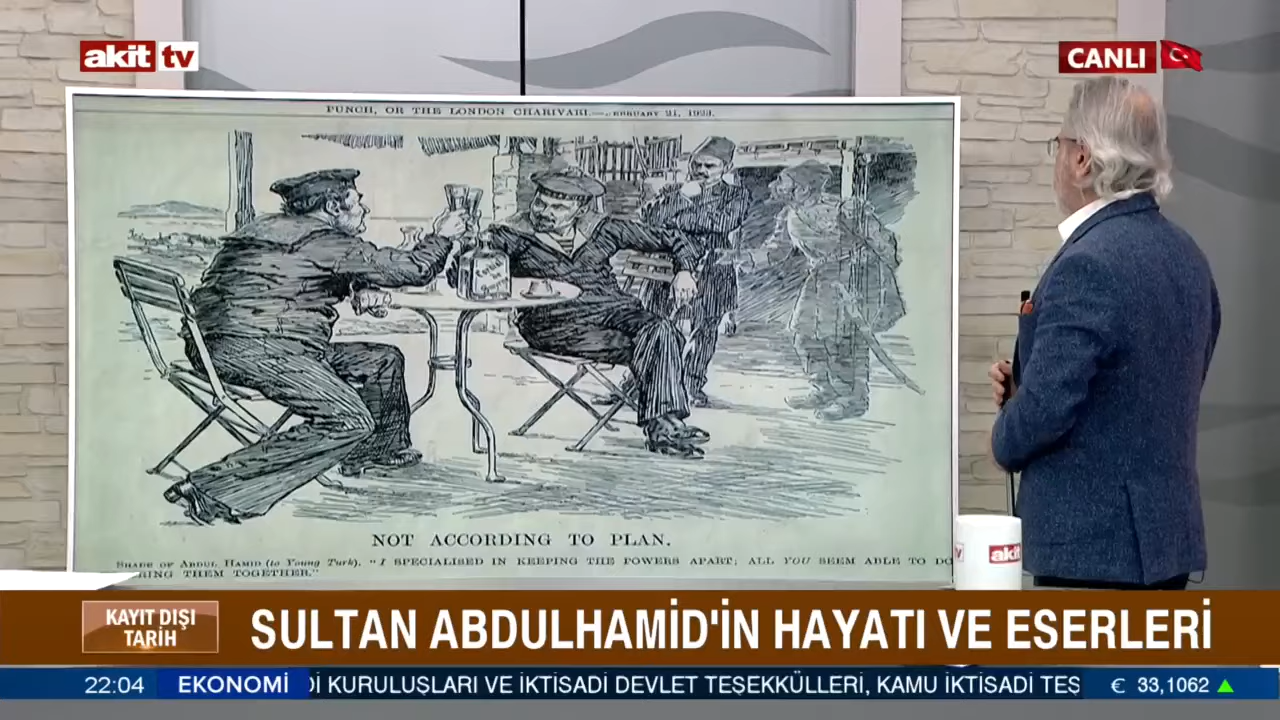 akit tv
CANLI
PUNCH, OR THE LONDON CHARIVARI.—FEBRUARY 21, 1923.
NOT ACCORDING TO PLAN.
SHADE OF ABDUL HAMID (to Young Turk). "I SPECIALISED IN KEEPING THE POWERS APART; ALL YOU SEEM ABLE TO DO
BRING THEM TOGETHER."
akit
KAYIT DIŞI
TARİH
SULTAN ABDULHAMİD'İN HAYATI VE ESERLERİ
22:04 EKONOMİ Dİ KURULUŞLARI VE İKTİSADİ DEVLET TEŞEKKÜLLERİ, KAMU İKTİSADİ TEŞ € 33,1062